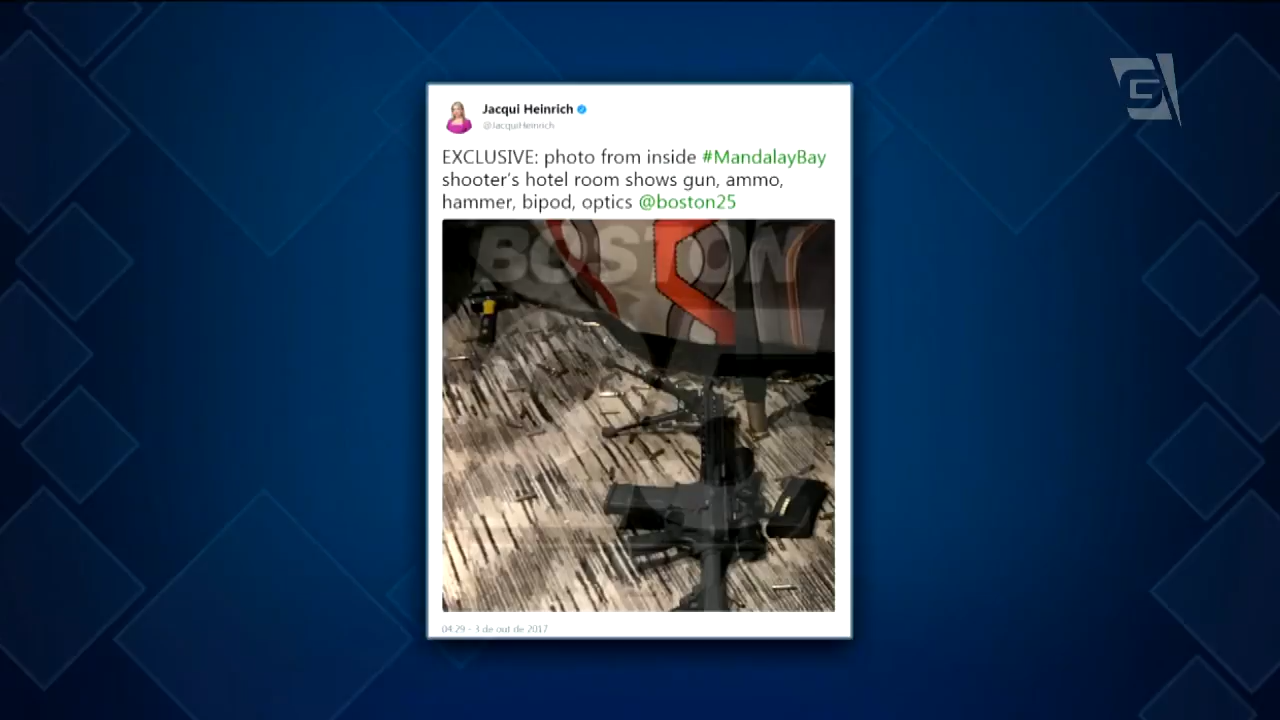 Jacqui Heinrich
@JacquiHeinrich
EXCLUSIVE: photo from inside #MandalayBay
shooter's hotel room shows gun, ammo,
hammer, bipod, optics @boston25
BOSTON
04:29 - 3 de out de 2017